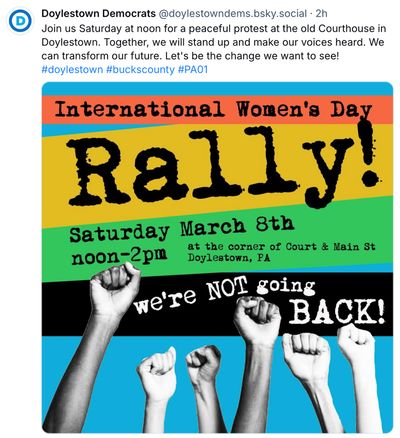 Doylestown Democrats @doylestowndems.bsky.social · 2h
Join us Saturday at noon for a peaceful protest at the old Courthouse in
Doylestown. Together, we will stand up and make our voices heard. We
can transform our future. Let's be the change we want to see!
#doylestown #buckscounty #PA01
International Women's Day
Rally!
Saturday March 8th
noon-2pm
at the corner of Court & Main St
Doylestown, PA
we're NOT going
BACK!